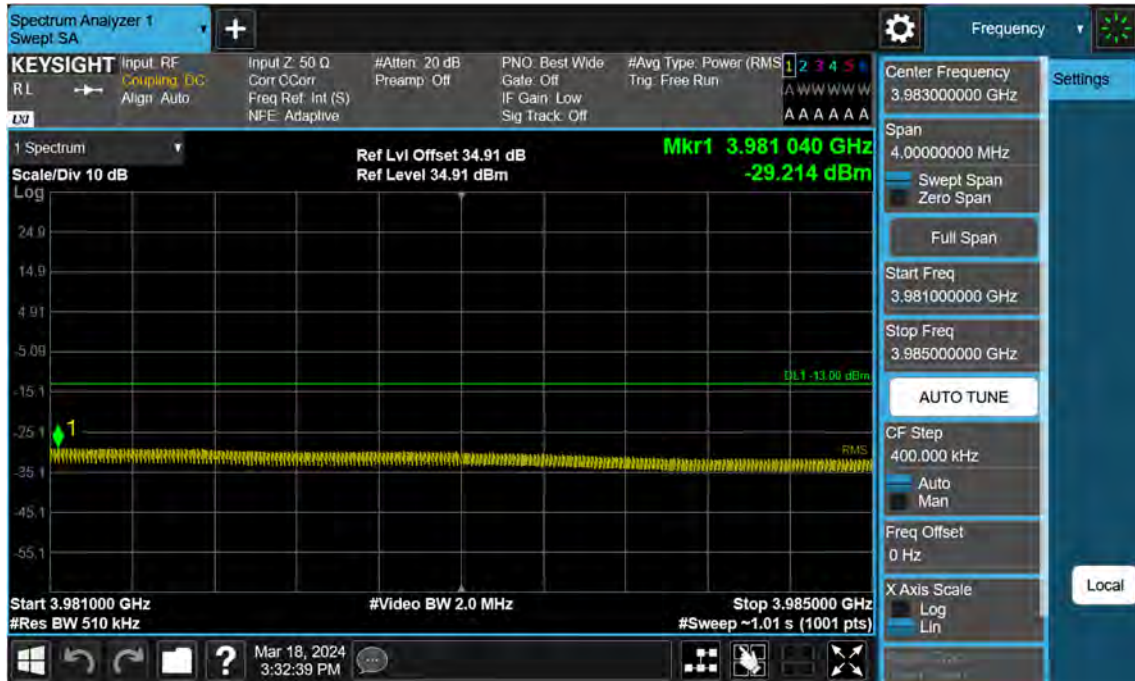 Spectrum Analyzer 1
Swept SA
+
Frequency
KEYSIGHT
RL
LXI
Input: RF
Coupling: DC
Align: Auto
Input Z: 50 Ω
Corr CCorr
Freq Ref: Int (S)
NFE: Adaptive
#Atten: 20 dB
Preamp: Off
PNO: Best Wide
Gate: Off
IF Gain: Low
Sig Track: Off
#Avg Type: Power (RMS
Trig: Free Run
1 2 3 4 5 6
A W W W W W
A A A A A A
1 Spectrum
Scale/Div 10 dB
Ref Lvl Offset 34.91 dB
Ref Level 34.91 dBm
Mkr1 3.981 040 GHz
-29.214 dBm
Log
24.9
14.9
4.91
-5.09
DL1 -13.00 dBm
-15.1
-25.1
1
RMS
-35.1
-45.1
-55.1
Start 3.981000 GHz
#Video BW 2.0 MHz
Stop 3.985000 GHz
#Res BW 510 kHz
#Sweep ~1.01 s (1001 pts)
?
Mar 18, 2024
3:32:39 PM
Center Frequency
3.983000000 GHz
Settings
Span
4.00000000 MHz
Swept Span
Zero Span
Full Span
Start Freq
3.981000000 GHz
Stop Freq
3.985000000 GHz
AUTO TUNE
CF Step
400.000 kHz
Auto
Man
Freq Offset
0 Hz
X Axis Scale
Log
Lin
Local